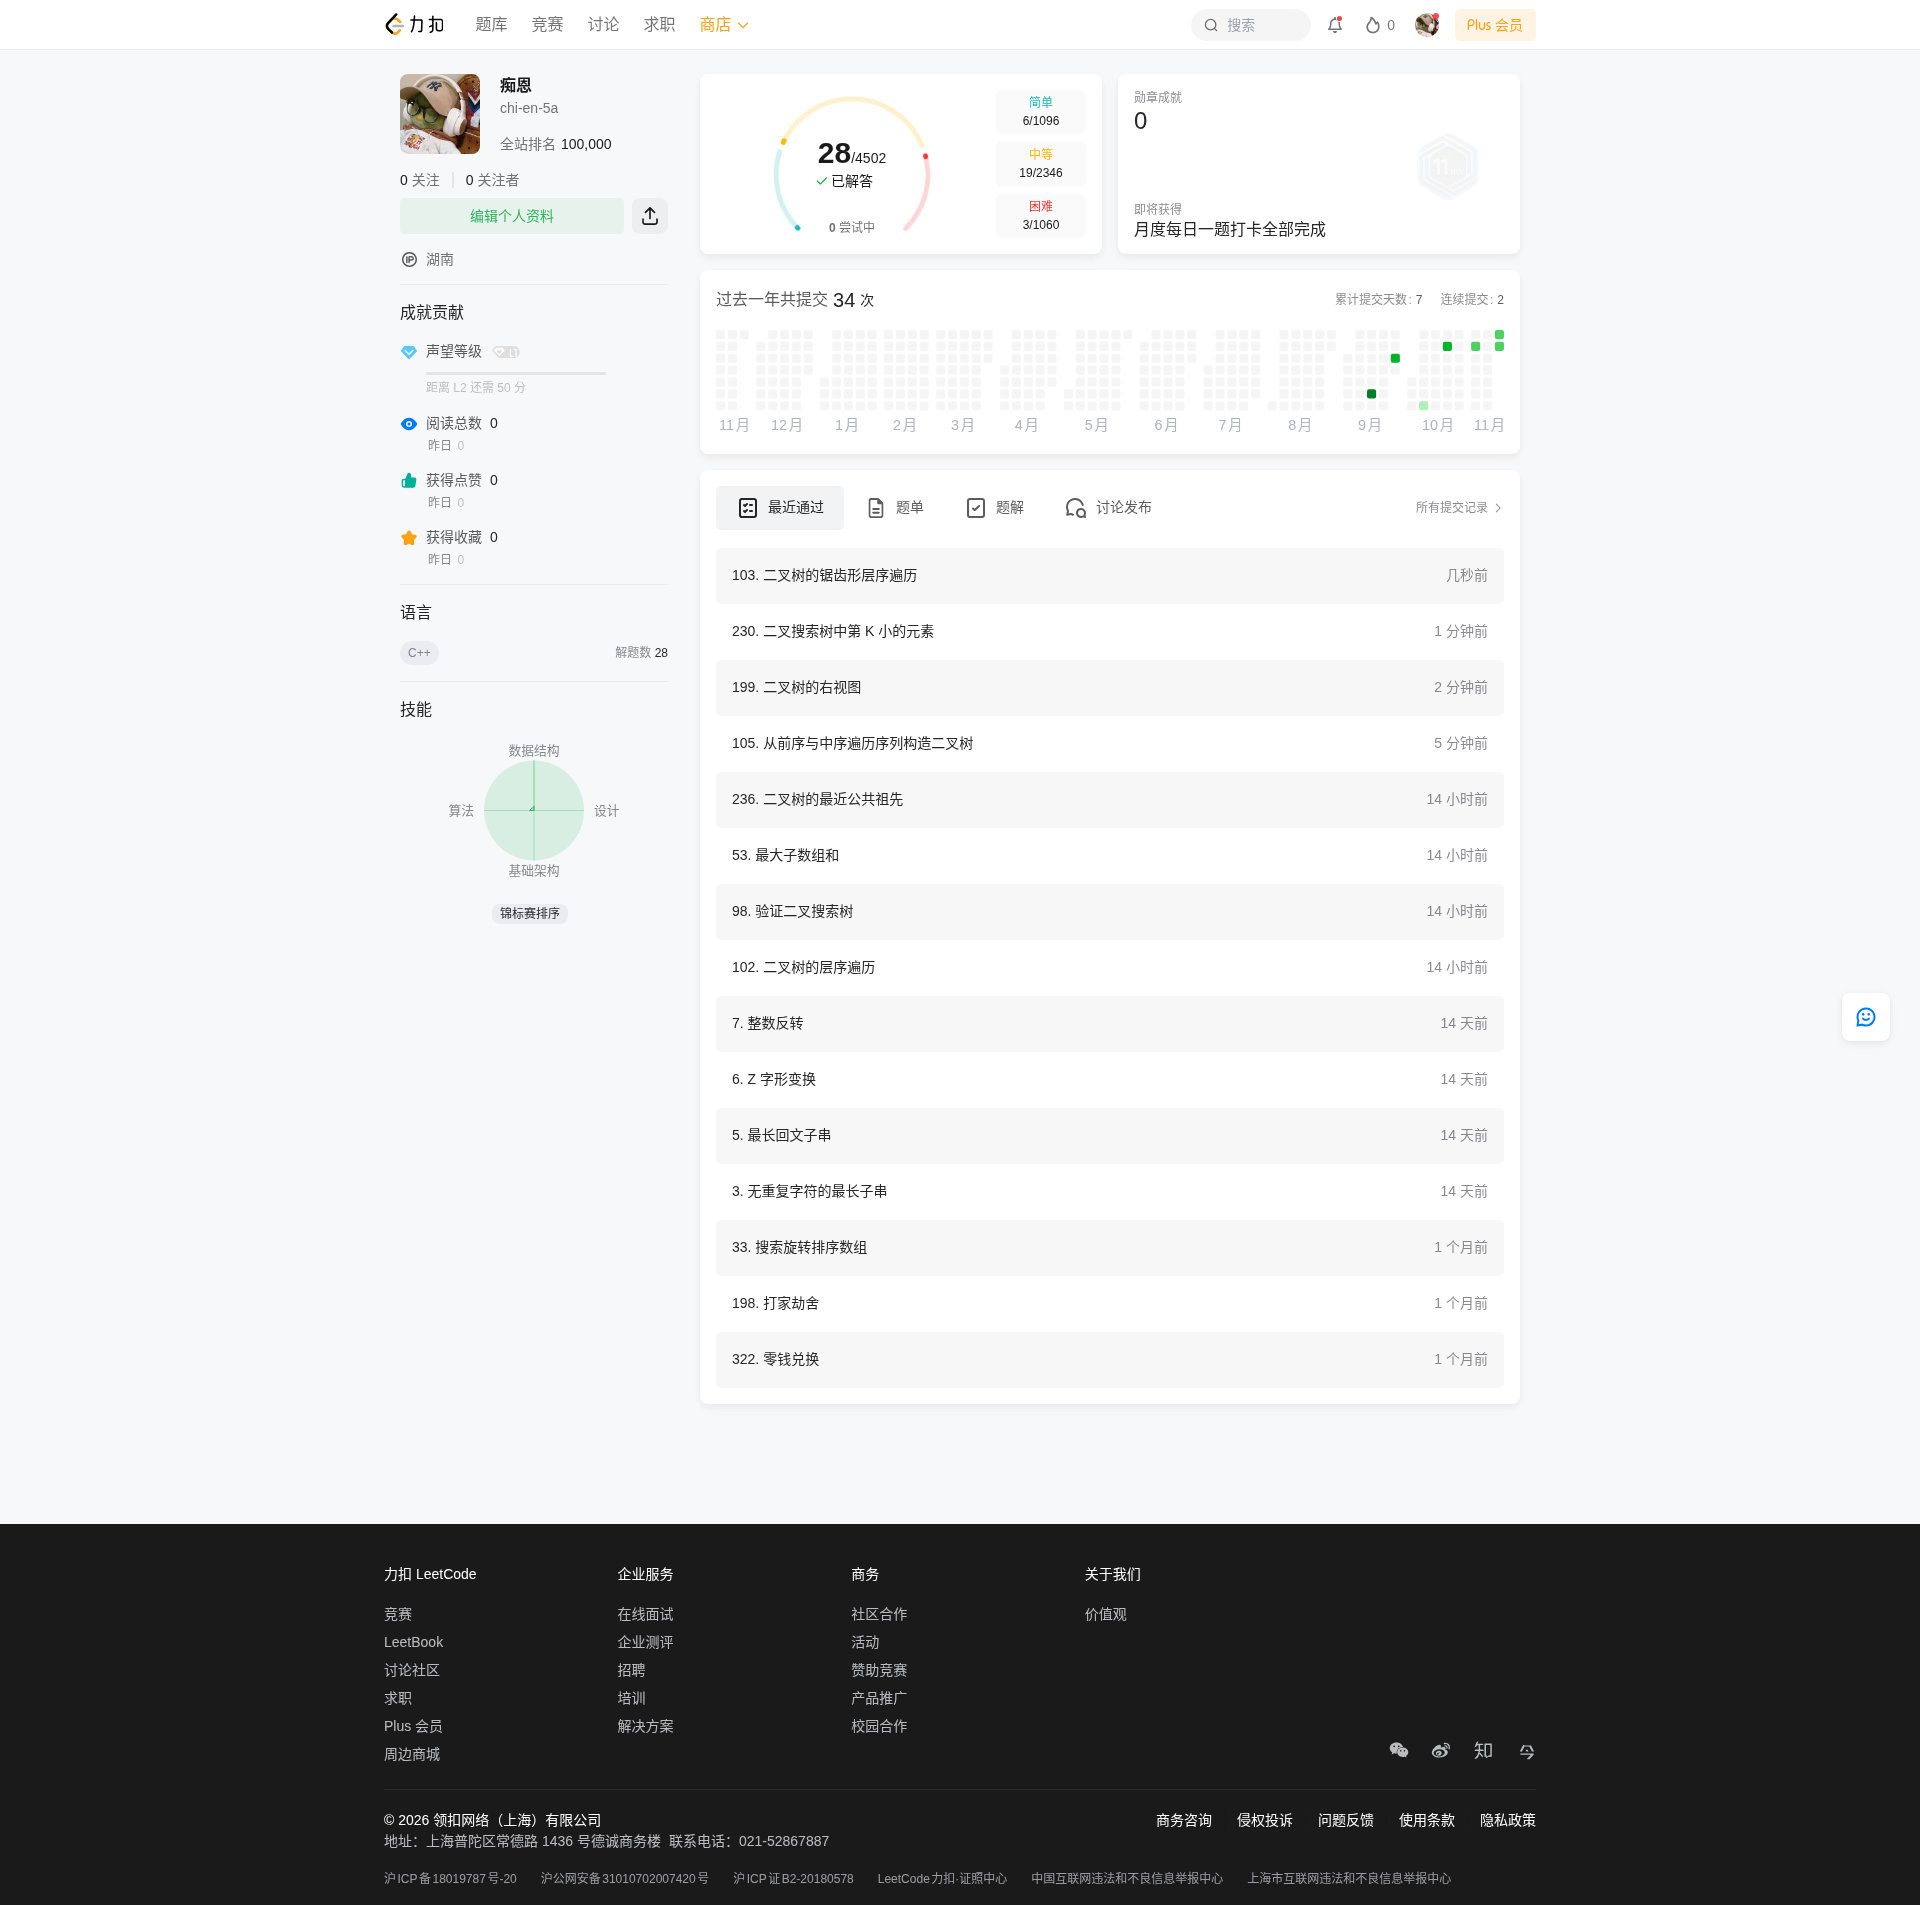 力扣 题库 竞赛 讨论 求职 商店 搜索 0 Plus 会员
痴恩
chi-en-5a
全站排名 100,000
0 关注 0 关注者
编辑个人资料
湖南
成就贡献
声望等级 L1
距离 L2 还需 50 分
阅读总数 0
昨日 0
获得点赞 0
昨日 0
获得收藏 0
昨日 0
语言
C++ 解题数 28
技能
数据结构
算法 设计
基础架构
锦标赛排序
28/4502
已解答
0 尝试中
简单
6/1096
中等
19/2346
困难
3/1060
勋章成就
0
即将获得
月度每日一题打卡全部完成
过去一年共提交 34 次 累计提交天数: 7 连续提交: 2
11月 12月 1月 2月 3月 4月 5月 6月 7月 8月 9月 10月 11月
最近通过 题单 题解 讨论发布 所有提交记录
103. 二叉树的锯齿形层序遍历 几秒前
230. 二叉搜索树中第 K 小的元素 1 分钟前
199. 二叉树的右视图 2 分钟前
105. 从前序与中序遍历序列构造二叉树 5 分钟前
236. 二叉树的最近公共祖先 14 小时前
53. 最大子数组和 14 小时前
98. 验证二叉搜索树 14 小时前
102. 二叉树的层序遍历 14 小时前
7. 整数反转 14 天前
6. Z 字形变换 14 天前
5. 最长回文子串 14 天前
3. 无重复字符的最长子串 14 天前
33. 搜索旋转排序数组 1 个月前
198. 打家劫舍 1 个月前
322. 零钱兑换 1 个月前
力扣 LeetCode 企业服务 商务 关于我们
竞赛 在线面试 社区合作 价值观
LeetBook 企业测评 活动
讨论社区 招聘 赞助竞赛
求职 培训 产品推广
Plus 会员 解决方案 校园合作
周边商城
知
© 2026 领扣网络（上海）有限公司 商务咨询 侵权投诉 问题反馈 使用条款 隐私政策
地址：上海普陀区常德路 1436 号德诚商务楼 联系电话：021-52867887
沪ICP备18019787号-20 沪公网安备31010702007420号 沪ICP证B2-20180578 LeetCode力扣·证照中心 中国互联网违法和不良信息举报中心 上海市互联网违法和不良信息举报中心